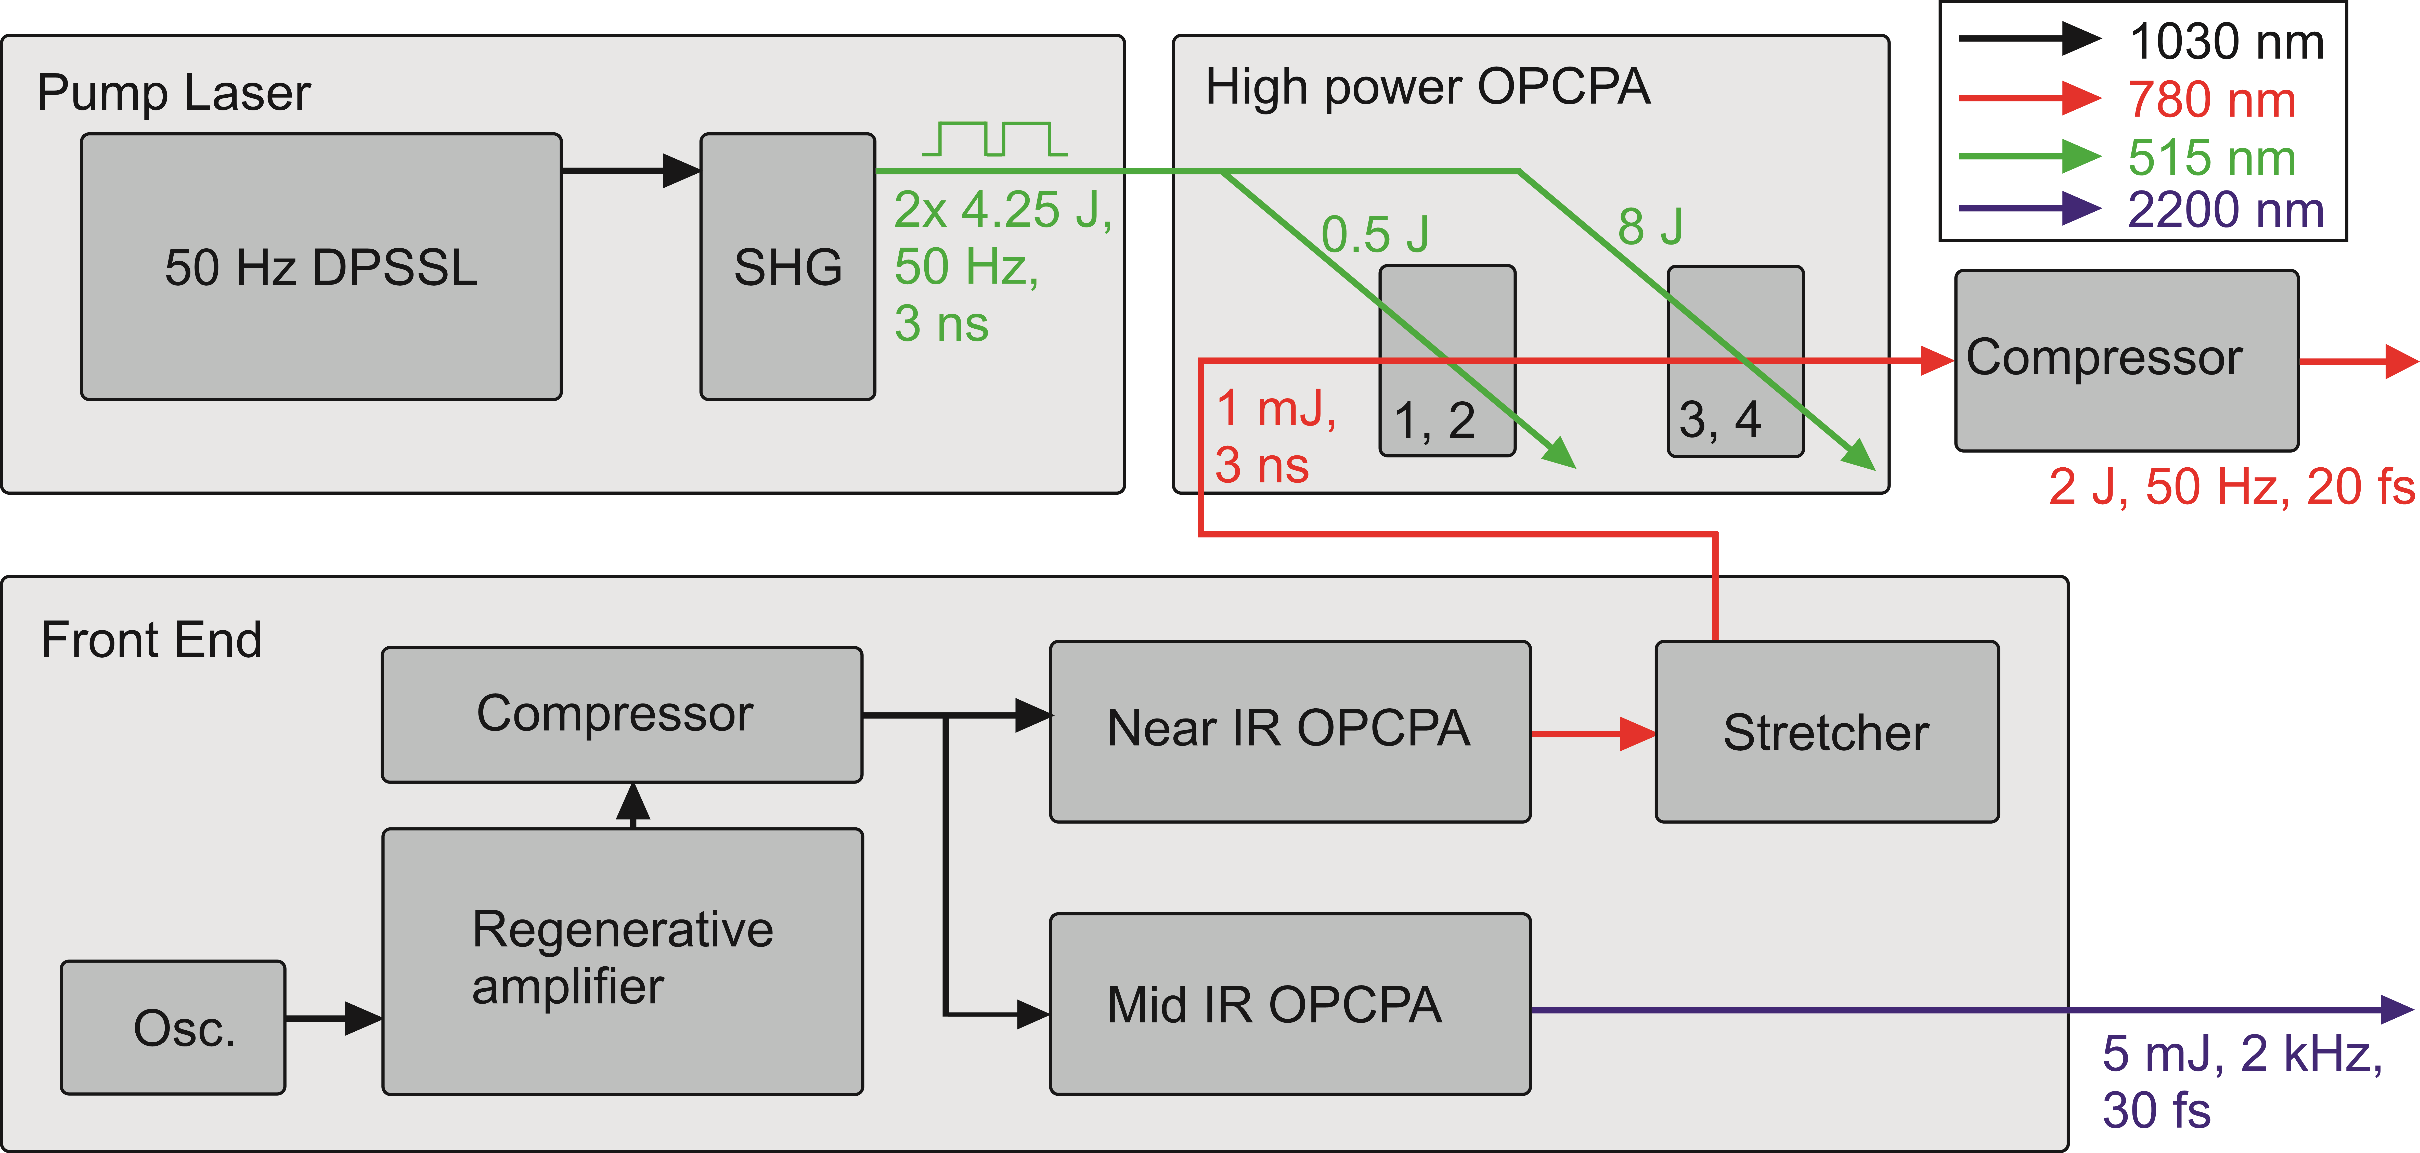 Pump Laser
50 Hz DPSSL
SHG
2x 4.25 J,
50 Hz,
3 ns
High power OPCPA
0.5 J
8 J
1, 2
3, 4
1 mJ,
3 ns
1030 nm
780 nm
515 nm
2200 nm
Compressor
2 J, 50 Hz, 20 fs
Front End
Compressor
Regenerative
amplifier
Osc.
Near IR OPCPA
Stretcher
Mid IR OPCPA
5 mJ, 2 kHz,
30 fs